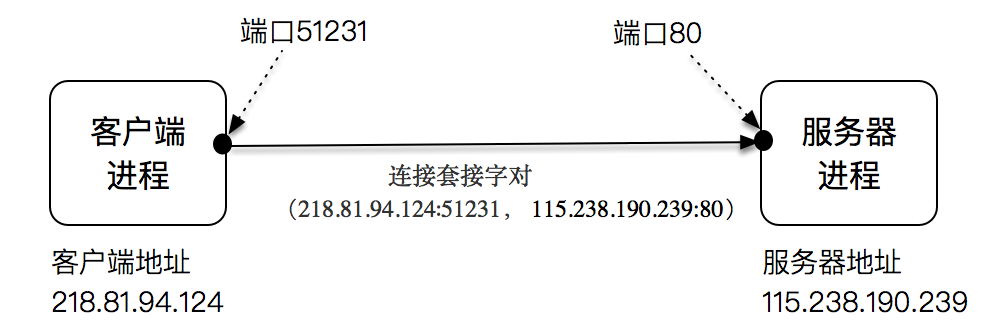 端口51231
端口80
客户端
进程
服务器
进程
连接套接字对
（218.81.94.124:51231， 115.238.190.239:80）
客户端地址
218.81.94.124
服务器地址
115.238.190.239